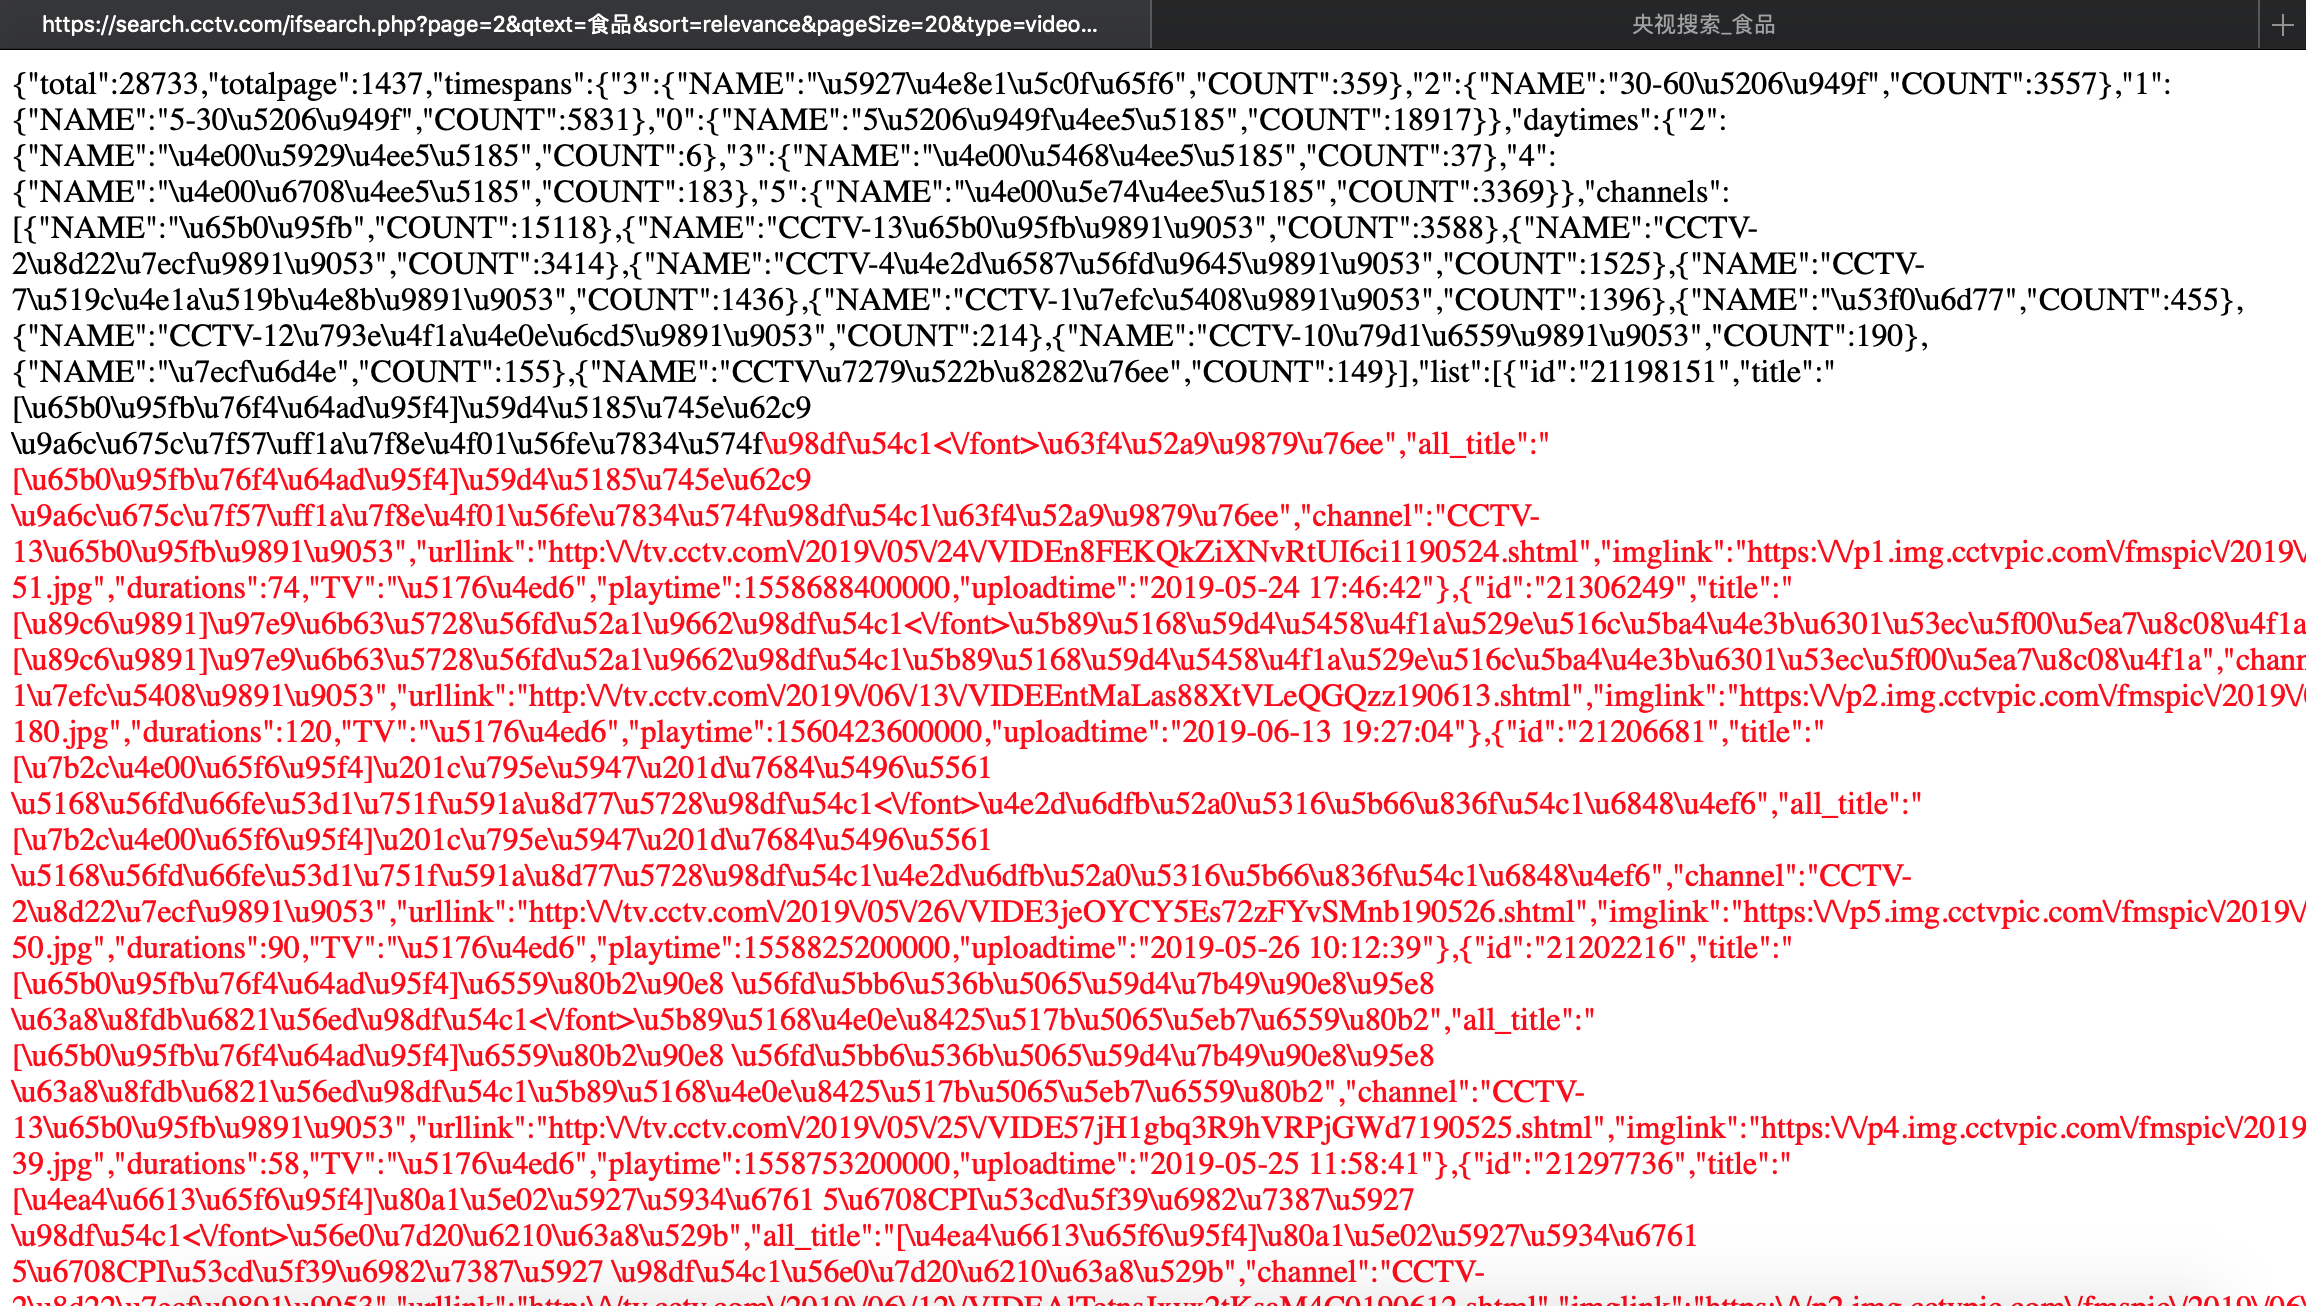 https://search.cctv.com/ifsearch.php?page=2&qtext=食品&sort=relevance&pageSize=20&type=video...
央视搜索_食品
{"total":28733,"totalpage":1437,"timespans":{"3":{"NAME":"\u5927\u4e8e1\u5c0f\u65f6","COUNT":359},"2":{"NAME":"30-60\u5206\u949f","COUNT":3557},"1":
{"NAME":"5-30\u5206\u949f","COUNT":5831},"0":{"NAME":"5\u5206\u949f\u4ee5\u5185","COUNT":18917}},"daytimes":{"2":
{"NAME":"\u4e00\u5929\u4ee5\u5185","COUNT":6},"3":{"NAME":"\u4e00\u5468\u4ee5\u5185","COUNT":37},"4":
{"NAME":"\u4e00\u6708\u4ee5\u5185","COUNT":183},"5":{"NAME":"\u4e00\u5e74\u4ee5\u5185","COUNT":3369}},"channels":
[{"NAME":"\u65b0\u95fb","COUNT":15118},{"NAME":"CCTV-13\u65b0\u95fb\u9891\u9053","COUNT":3588},{"NAME":"CCTV-
2\u8d22\u7ecf\u9891\u9053","COUNT":3414},{"NAME":"CCTV-4\u4e2d\u6587\u56fd\u9645\u9891\u9053","COUNT":1525},{"NAME":"CCTV-
7\u519c\u4e1a\u519b\u4e8b\u9891\u9053","COUNT":1436},{"NAME":"CCTV-1\u7efc\u5408\u9891\u9053","COUNT":1396},{"NAME":"\u53f0\u6d77","COUNT":455},
{"NAME":"CCTV-12\u793e\u4f1a\u4e0e\u6cd5\u9891\u9053","COUNT":214},{"NAME":"CCTV-10\u79d1\u6559\u9891\u9053","COUNT":190},
{"NAME":"\u7ecf\u6d4e","COUNT":155},{"NAME":"CCTV\u7279\u522b\u8282\u76ee","COUNT":149}],"list":[{"id":"21198151","title":"
[\u65b0\u95fb\u76f4\u64ad\u95f4]\u59d4\u5185\u745e\u62c9
\u9a6c\u675c\u7f57\uff1a\u7f8e\u4f01\u56fe\u7834\u574f\u98df\u54c1<\/font>\u63f4\u52a9\u9879\u76ee","all_title":"
[\u65b0\u95fb\u76f4\u64ad\u95f4]\u59d4\u5185\u745e\u62c9
\u9a6c\u675c\u7f57\uff1a\u7f8e\u4f01\u56fe\u7834\u574f\u98df\u54c1\u63f4\u52a9\u9879\u76ee","channel":"CCTV-
13\u65b0\u95fb\u9891\u9053","urllink":"http:\/\/tv.cctv.com\/2019\/05\/24\/VIDEn8FEKQkZiXNvRtUI6ci1190524.shtml","imglink":"https:\/\/p1.img.cctvpic.com\/fmspic\/2019\/
51.jpg","durations":74,"TV":"\u5176\u4ed6","playtime":1558688400000,"uploadtime":"2019-05-24 17:46:42"},{"id":"21306249","title":"
[\u89c6\u9891]\u97e9\u6b63\u5728\u56fd\u52a1\u9662\u98df\u54c1<\/font>\u5b89\u5168\u59d4\u5458\u4f1a\u529e\u516c\u5ba4\u4e3b\u6301\u53ec\u5f00\u5ea7\u8c08\u4f1a
[\u89c6\u9891]\u97e9\u6b63\u5728\u56fd\u52a1\u9662\u98df\u54c1\u5b89\u5168\u59d4\u5458\u4f1a\u529e\u516c\u5ba4\u4e3b\u6301\u53ec\u5f00\u5ea7\u8c08\u4f1a","chann
1\u7efc\u5408\u9891\u9053","urllink":"http:\/\/tv.cctv.com\/2019\/06\/13\/VIDEEntMaLas88XtVLeQGQzz190613.shtml","imglink":"https:\/\/p2.img.cctvpic.com\/fmspic\/2019\/
180.jpg","durations":120,"TV":"\u5176\u4ed6","playtime":1560423600000,"uploadtime":"2019-06-13 19:27:04"},{"id":"21206681","title":"
[\u7b2c\u4e00\u65f6\u95f4]\u201c\u795e\u5947\u201d\u7684\u5496\u5561
\u5168\u56fd\u66fe\u53d1\u751f\u591a\u8d77\u5728\u98df\u54c1<\/font>\u4e2d\u6dfb\u52a0\u5316\u5b66\u836f\u54c1\u6848\u4ef6","all_title":"
[\u7b2c\u4e00\u65f6\u95f4]\u201c\u795e\u5947\u201d\u7684\u5496\u5561
\u5168\u56fd\u66fe\u53d1\u751f\u591a\u8d77\u5728\u98df\u54c1\u4e2d\u6dfb\u52a0\u5316\u5b66\u836f\u54c1\u6848\u4ef6","channel":"CCTV-
2\u8d22\u7ecf\u9891\u9053","urllink":"http:\/\/tv.cctv.com\/2019\/05\/26\/VIDE3jeOYCY5Es72zFYvSMnb190526.shtml","imglink":"https:\/\/p5.img.cctvpic.com\/fmspic\/2019\/
50.jpg","durations":90,"TV":"\u5176\u4ed6","playtime":1558825200000,"uploadtime":"2019-05-26 10:12:39"},{"id":"21202216","title":"
[\u65b0\u95fb\u76f4\u64ad\u95f4]\u6559\u80b2\u90e8 \u56fd\u5bb6\u536b\u5065\u59d4\u7b49\u90e8\u95e8
\u63a8\u8fdb\u6821\u56ed\u98df\u54c1<\/font>\u5b89\u5168\u4e0e\u8425\u517b\u5065\u5eb7\u6559\u80b2","all_title":"
[\u65b0\u95fb\u76f4\u64ad\u95f4]\u6559\u80b2\u90e8 \u56fd\u5bb6\u536b\u5065\u59d4\u7b49\u90e8\u95e8
\u63a8\u8fdb\u6821\u56ed\u98df\u54c1\u5b89\u5168\u4e0e\u8425\u517b\u5065\u5eb7\u6559\u80b2","channel":"CCTV-
13\u65b0\u95fb\u9891\u9053","urllink":"http:\/\/tv.cctv.com\/2019\/05\/25\/VIDE57jH1gbq3R9hVRPjGWd7190525.shtml","imglink":"https:\/\/p4.img.cctvpic.com\/fmspic\/2019
39.jpg","durations":58,"TV":"\u5176\u4ed6","playtime":1558753200000,"uploadtime":"2019-05-25 11:58:41"},{"id":"21297736","title":"
[\u4ea4\u6613\u65f6\u95f4]\u80a1\u5e02\u5927\u5934\u6761 5\u6708CPI\u53cd\u5f39\u6982\u7387\u5927
\u98df\u54c1<\/font>\u56e0\u7d20\u6210\u63a8\u529b","all_title":"[\u4ea4\u6613\u65f6\u95f4]\u80a1\u5e02\u5927\u5934\u6761
5\u6708CPI\u53cd\u5f39\u6982\u7387\u5927 \u98df\u54c1\u56e0\u7d20\u6210\u63a8\u529b","channel":"CCTV-